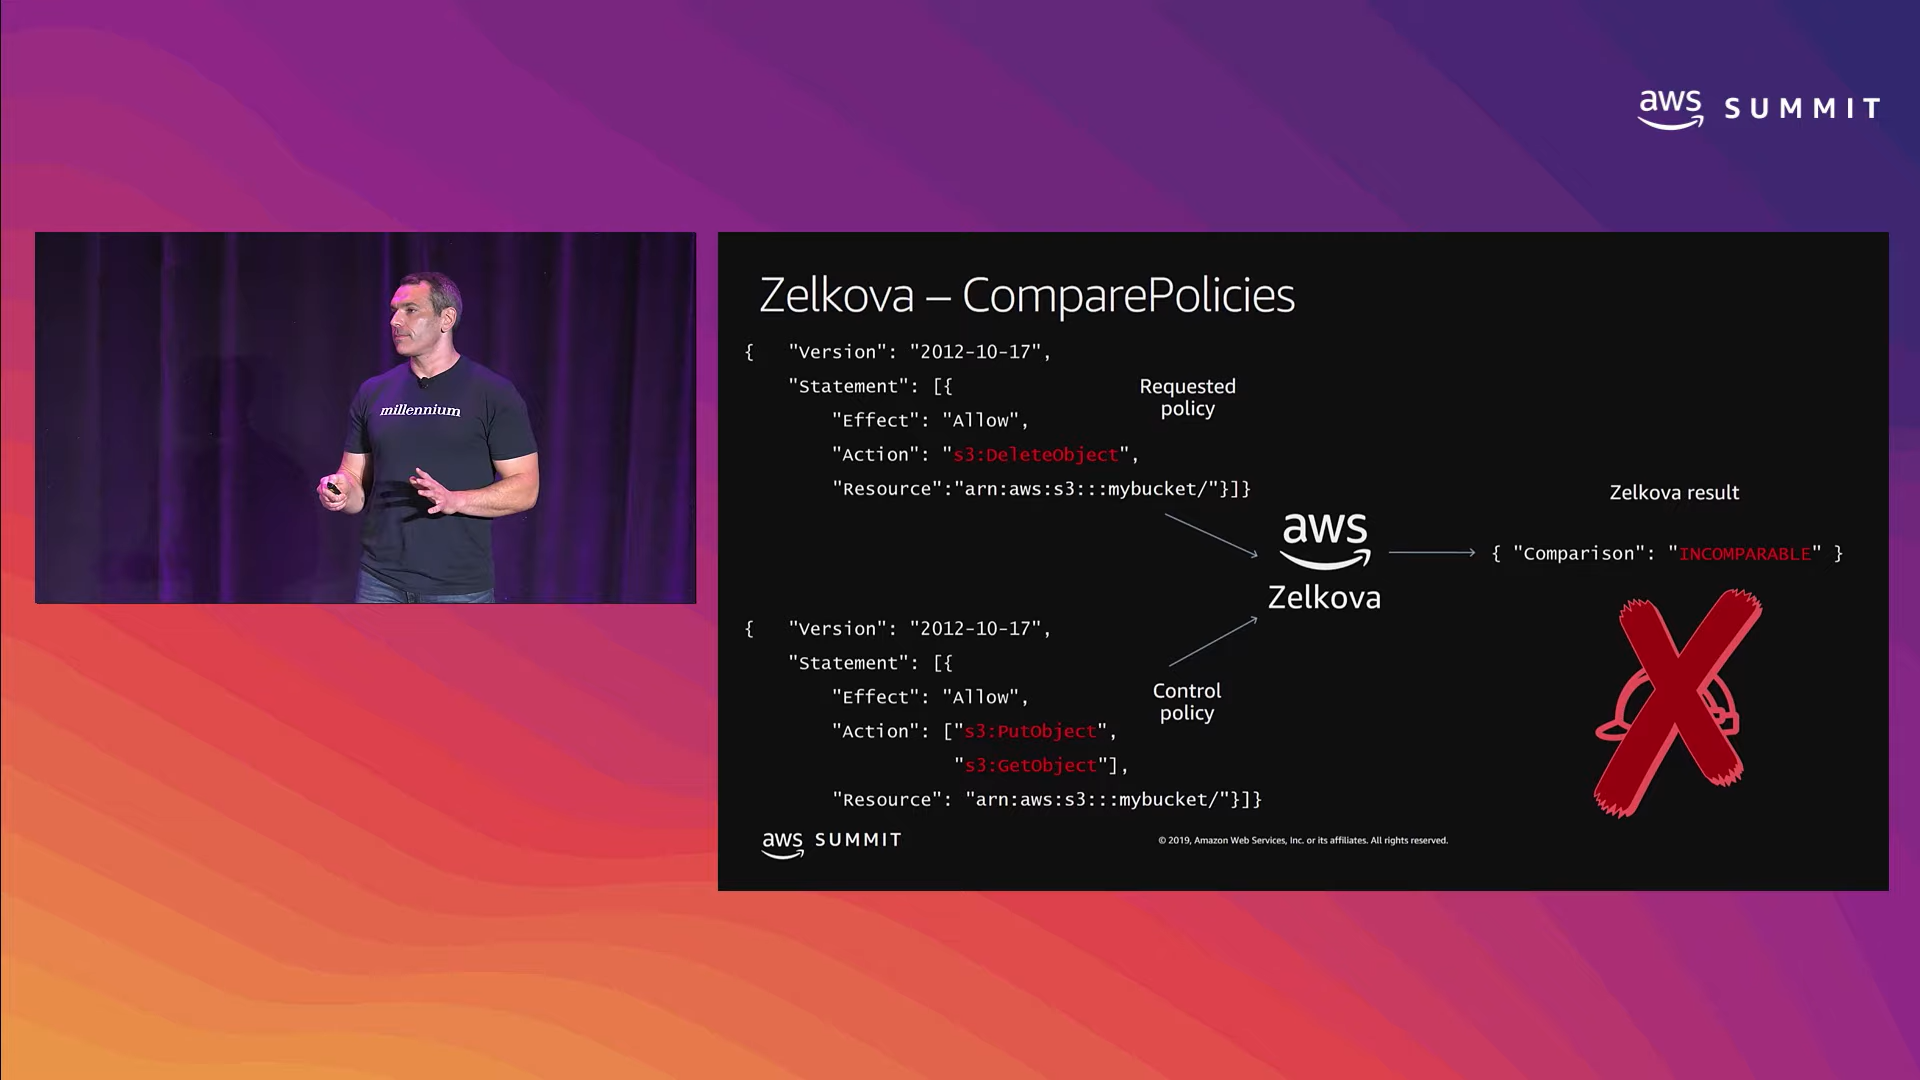 aws SUMMIT
millennium
Zelkova – ComparePolicies
{ "Version": "2012-10-17",
"Statement": [{
"Effect": "Allow",
"Action": "s3:DeleteObject",
"Resource":"arn:aws:s3:::mybucket/"}]}
Requested
policy
{ "Version": "2012-10-17",
"Statement": [{
"Effect": "Allow",
"Action": ["s3:PutObject",
"s3:GetObject"],
"Resource": "arn:aws:s3:::mybucket/"}]}
Control
policy
aws
Zelkova
Zelkova result
{ "Comparison": "INCOMPARABLE" }
aws SUMMIT
© 2019, Amazon Web Services, Inc. or its affiliates. All rights reserved.